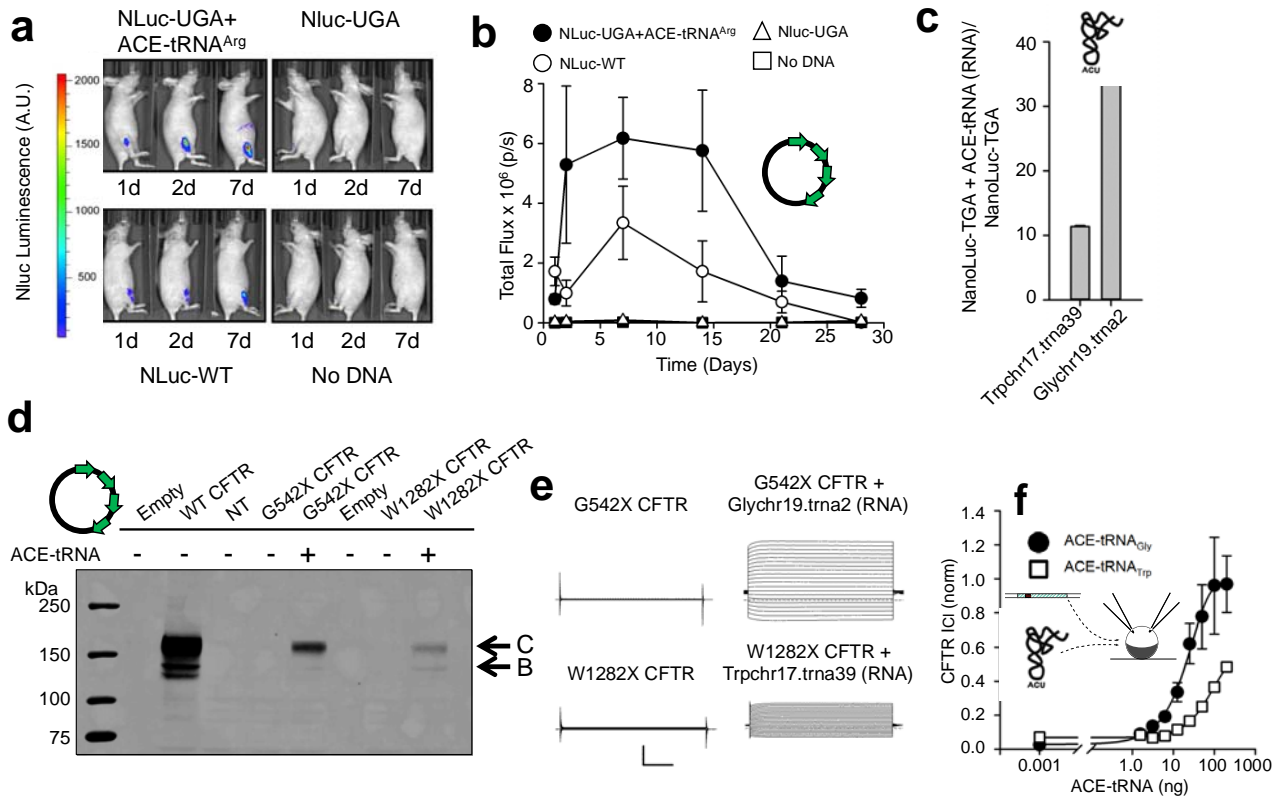 a
NLuc-UGA+
ACE-tRNAArg
Nluc-UGA
Nluc Luminescence (A.U.)
2000
1500
1000
500
1d 2d 7d
1d 2d 7d
1d 2d 7d
1d 2d 7d
NLuc-WT
No DNA
b
NLuc-UGA+ACE-tRNAArg
NLuc-WT
Nluc-UGA
No DNA
Total Flux x 10⁶ (p/s)
8
6
4
2
0
0 5 10 15 20 25 30
Time (Days)
c
NanoLuc-TGA + ACE-tRNA (RNA)/
NanoLuc-TGA
40
30
20
10
0
ACU
Trpchr17.trna39
Glychr19.trna2
d
Empty
WT CFTR
NT
G542X CFTR
G542X CFTR
Empty
W1282X CFTR
W1282X CFTR
ACE-tRNA - - - - + - - +
kDa
250
150
100
75
C
B
e
G542X CFTR
G542X CFTR +
Glychr19.trna2 (RNA)
W1282X CFTR
W1282X CFTR +
Trpchr17.trna39 (RNA)
f
ACE-tRNAGly
ACE-tRNATrp
CFTR ICl (norm)
1.4
1.2
1.0
0.8
0.6
0.4
0.2
0.0
ACU
0.001 1.0 10 100 1000
ACE-tRNA (ng)